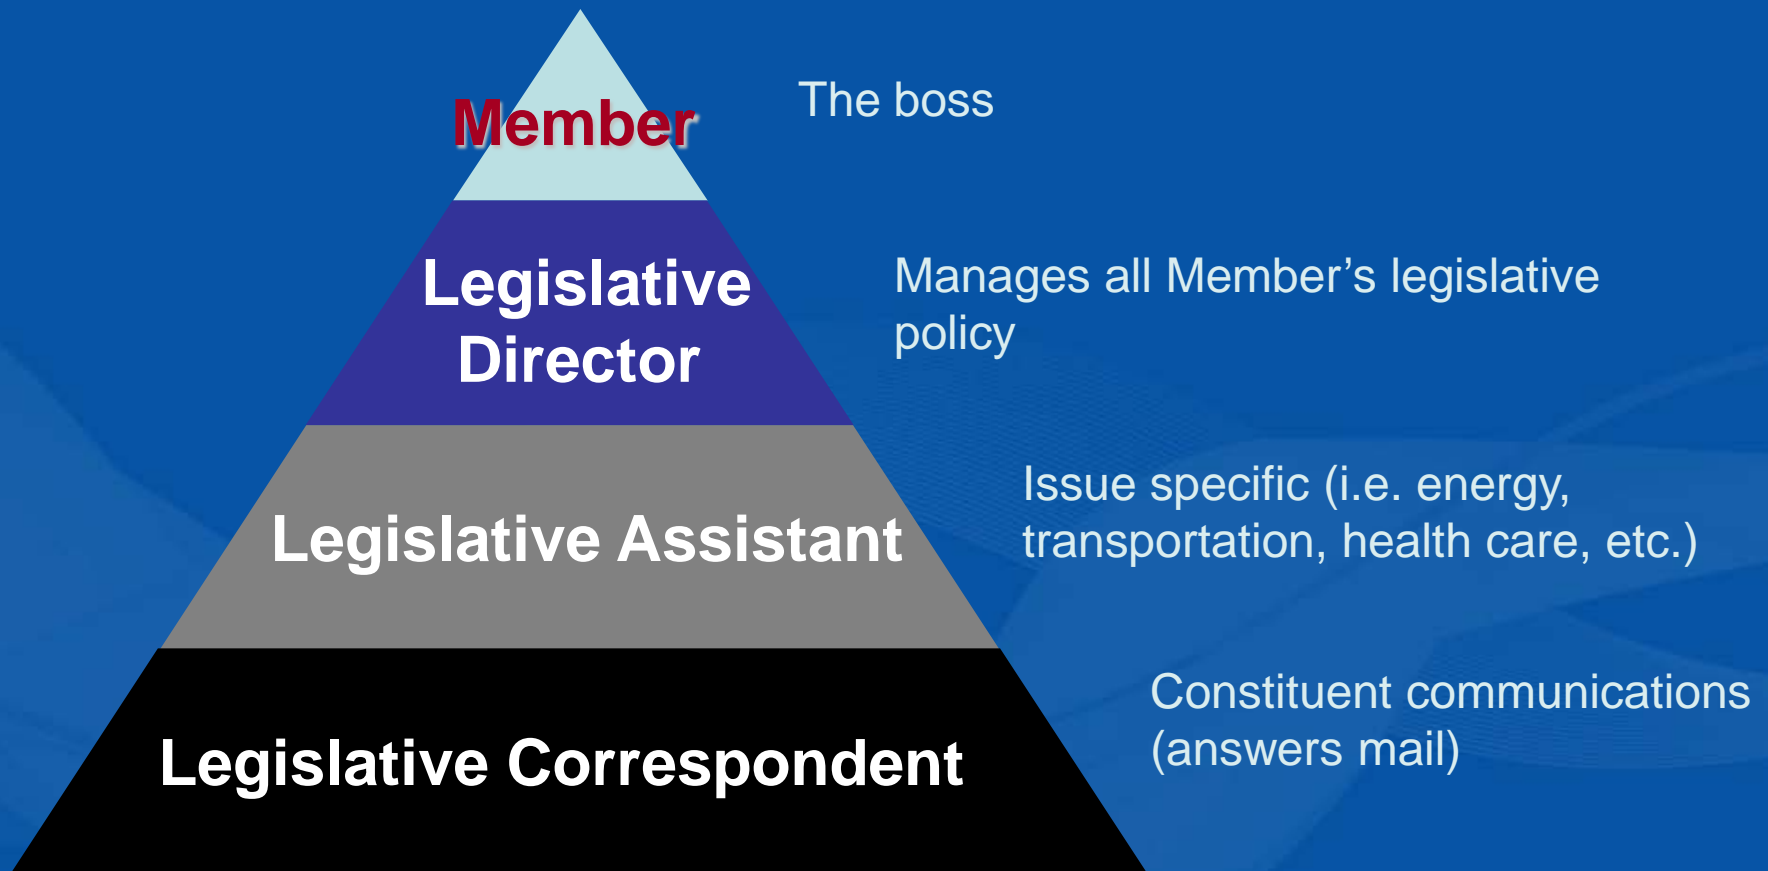 Member
The boss
Legislative
Director
Manages all Member’s legislative
policy
Legislative Assistant
Issue specific (i.e. energy,
transportation, health care, etc.)
Legislative Correspondent
Constituent communications
(answers mail)